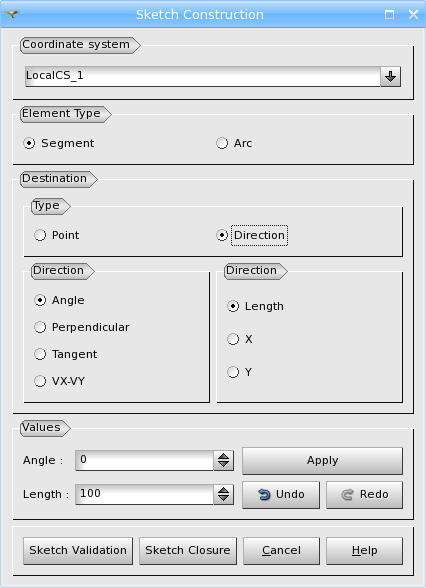 Sketch Construction
Coordinate system
LocalCS_1
Element Type
Segment
Arc
Destination
Type
Point
Direction
Direction
Angle
Perpendicular
Tangent
VX-VY
Direction
Length
X
Y
Values
Angle :
0
Apply
Length :
100
Undo
Redo
Sketch Validation
Sketch Closure
Cancel
Help